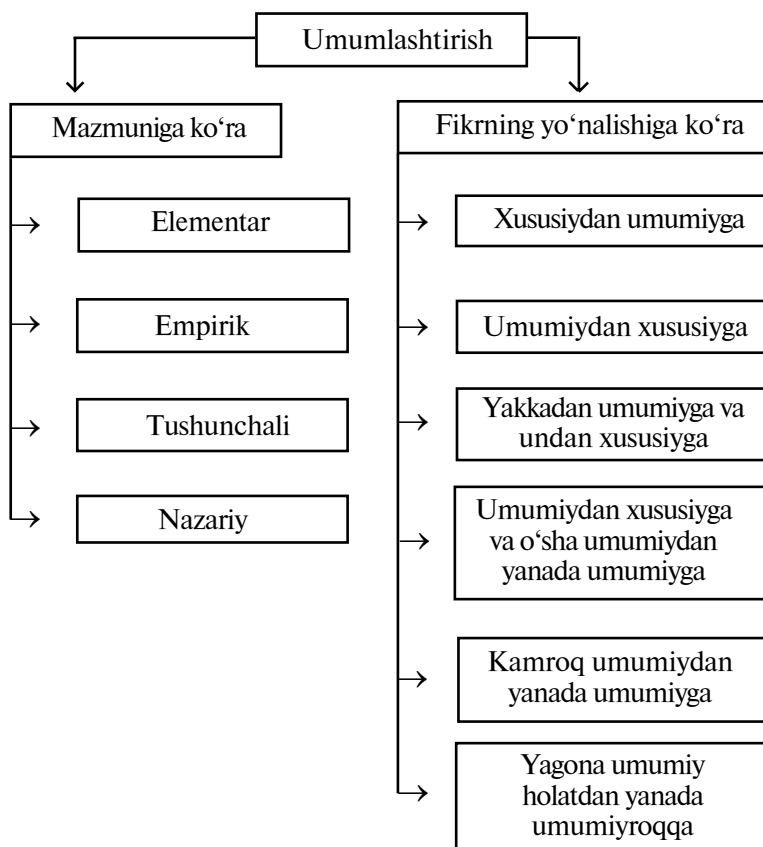 Umumlashtirish
Mazmuniga ko‘ra
Elementar
Empirik
Tushunchali
Nazariy
Fikrning yo‘nalishiga ko‘ra
Xususiydan umumiyga
Umumiydan xususiyga
Yakkadan umumiyga va
undan xususiyga
Umumiydan xususiyga
va o‘sha umumiydan
yanada umumiyga
Kamroq umumiydan
yanada umumiyga
Yagona umumiy
holatdan yanada
umumiyroqqa